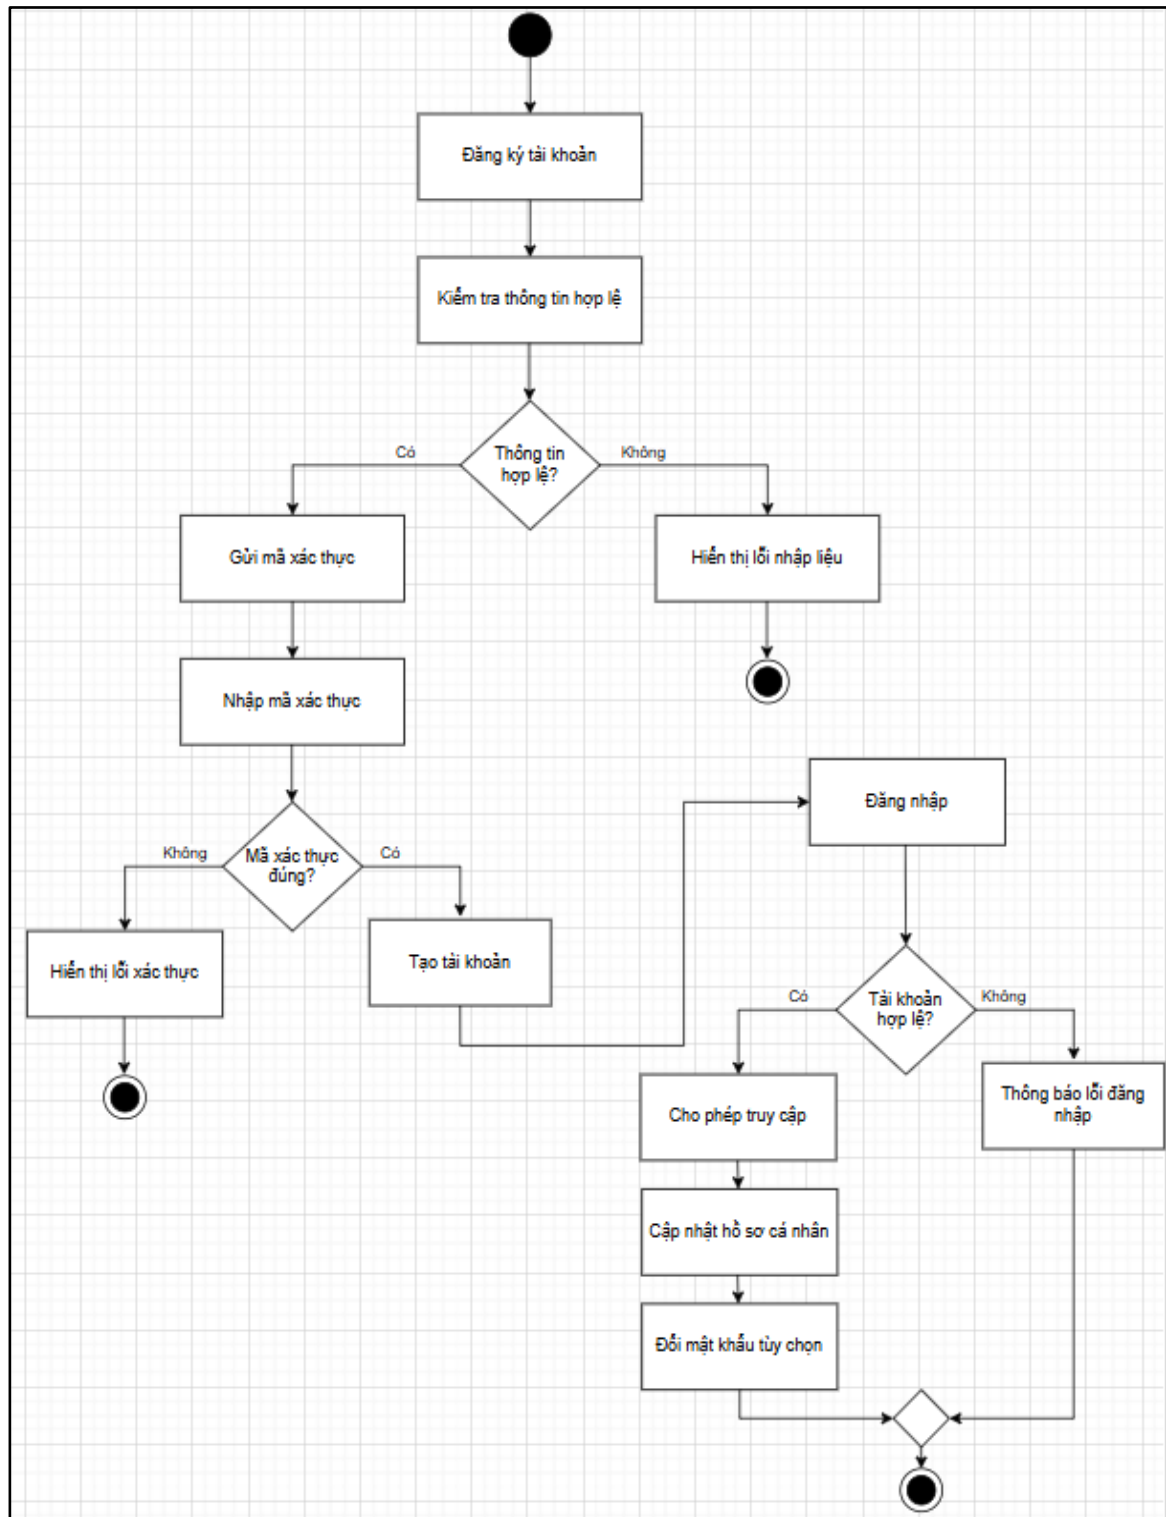 Đăng ký tài khoản
Kiểm tra thông tin hợp lệ
Thông tin
hợp lệ?
Có
Không
Gửi mã xác thực
Hiển thị lỗi nhập liệu
Nhập mã xác thực
Đăng nhập
Mã xác thực
đúng?
Không
Có
Hiển thị lỗi xác thực
Tạo tài khoản
Tài khoản
hợp lệ?
Có
Không
Cho phép truy cập
Thông báo lỗi đăng
nhập
Cập nhật hồ sơ cá nhân
Đổi mật khẩu tùy chọn